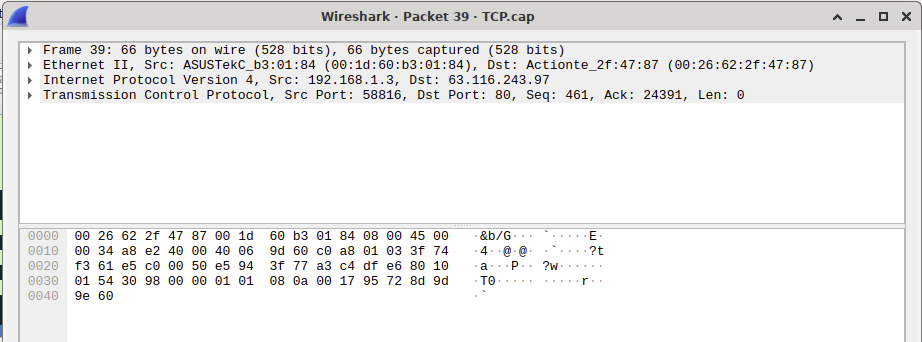 Wireshark · Packet 39 · TCP.cap
Frame 39: 66 bytes on wire (528 bits), 66 bytes captured (528 bits)
Ethernet II, Src: ASUSTekC_b3:01:84 (00:1d:60:b3:01:84), Dst: Actionte_2f:47:87 (00:26:62:2f:47:87)
Internet Protocol Version 4, Src: 192.168.1.3, Dst: 63.116.243.97
Transmission Control Protocol, Src Port: 58816, Dst Port: 80, Seq: 461, Ack: 24391, Len: 0
0000 00 26 62 2f 47 87 00 1d 60 b3 01 84 08 00 45 00 ·&b/G··· `·····E·
0010 00 34 a8 e2 40 00 40 06 9d 60 c0 a8 01 03 3f 74 ·4··@·@· ·`····?t
0020 f3 61 e5 c0 00 50 e5 94 3f 77 a3 c4 df e6 80 10 ·a···P·· ?w······
0030 01 54 30 98 00 00 01 01 08 0a 00 17 95 72 8d 9d ·T0····· ·····r··
0040 9e 60 ·`